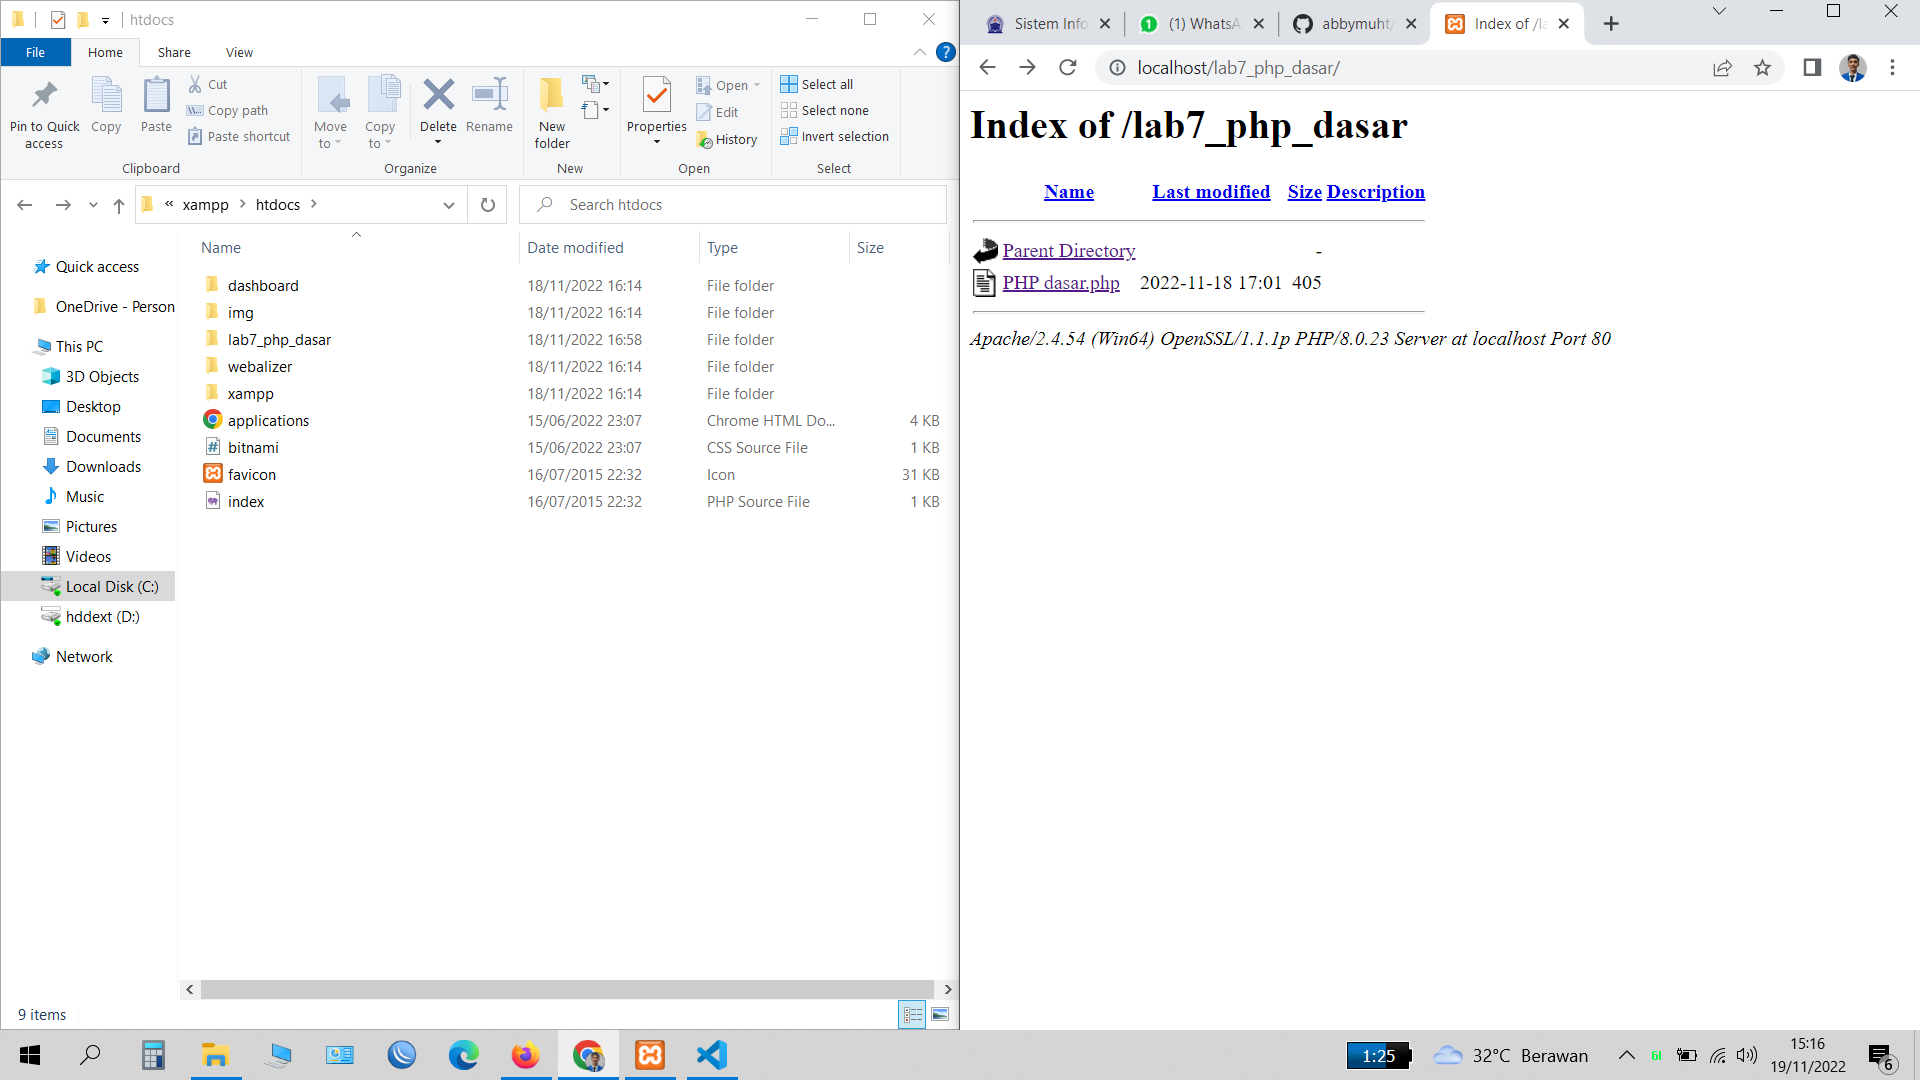 htdocs
File Home Share View
Pin to Quick access
Copy
Paste
Cut
Copy path
Paste shortcut
Clipboard
Move to
Copy to
Delete
Rename
Organize
New folder
New
Properties
Open
Edit
History
Open
Select all
Select none
Invert selection
Select
« xampp > htdocs >
Search htdocs
Name Date modified Type Size
Quick access
OneDrive - Person
This PC
3D Objects
Desktop
Documents
Downloads
Music
Pictures
Videos
Local Disk (C:)
hddext (D:)
Network
dashboard 18/11/2022 16:14 File folder
img 18/11/2022 16:14 File folder
lab7_php_dasar 18/11/2022 16:58 File folder
webalizer 18/11/2022 16:14 File folder
xampp 18/11/2022 16:14 File folder
applications 15/06/2022 23:07 Chrome HTML Do... 4 KB
bitnami 15/06/2022 23:07 CSS Source File 1 KB
favicon 16/07/2015 22:32 Icon 31 KB
index 16/07/2015 22:32 PHP Source File 1 KB
9 items
Sistem Info (1) WhatsA abbymuht/ Index of /la
localhost/lab7_php_dasar/
Index of /lab7_php_dasar
Name Last modified Size Description
Parent Directory -
PHP dasar.php 2022-11-18 17:01 405
Apache/2.4.54 (Win64) OpenSSL/1.1.1p PHP/8.0.23 Server at localhost Port 80
1:25
32°C Berawan
15:16
19/11/2022
6